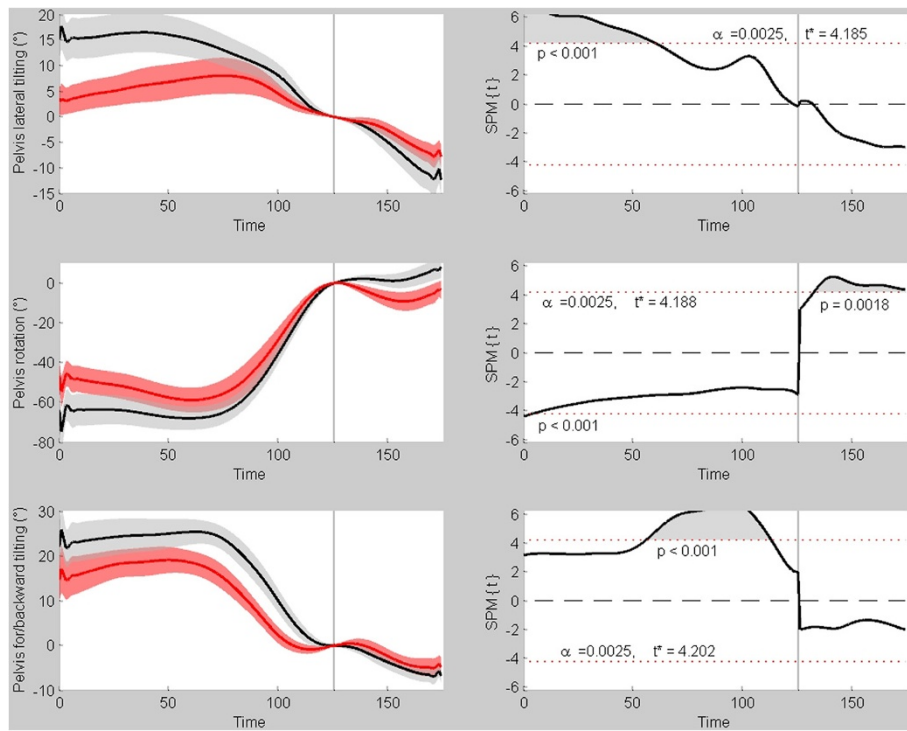 20
15
10
5
0
-5
-10
-15
Pelvis lateral tilting (°)
0 50 100 150
Time
6
4
2
0
-2
-4
-6
SPM{t}
α =0.0025, t* = 4.185
p < 0.001
0 50 100 150
Time
0
-20
-40
-60
-80
Pelvis rotation (°)
0 50 100 150
Time
6
4
2
0
-2
-4
-6
SPM{t}
α =0.0025, t* = 4.188
p = 0.0018
p < 0.001
0 50 100 150
Time
30
20
10
0
-10
Pelvis for/backward tilting (°)
0 50 100 150
Time
6
4
2
0
-2
-4
-6
SPM{t}
p < 0.001
α =0.0025, t* = 4.202
0 50 100 150
Time